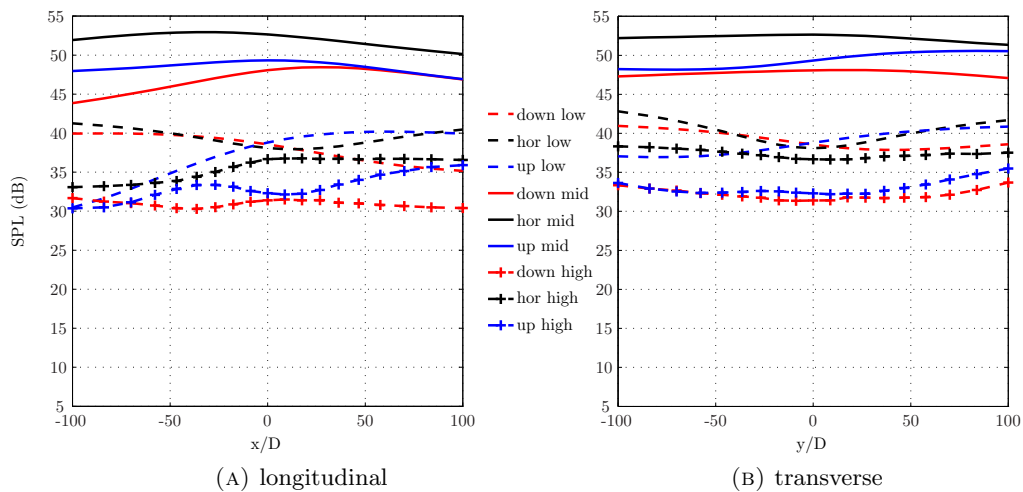 55
50
45
40
35
30
25
20
15
10
5
SPL (dB)
-100 -50 0 50 100
x/D
(A) longitudinal
down low
hor low
up low
down mid
hor mid
up mid
down high
hor high
up high
55
50
45
40
35
30
25
20
15
10
5
-100 -50 0 50 100
y/D
(B) transverse